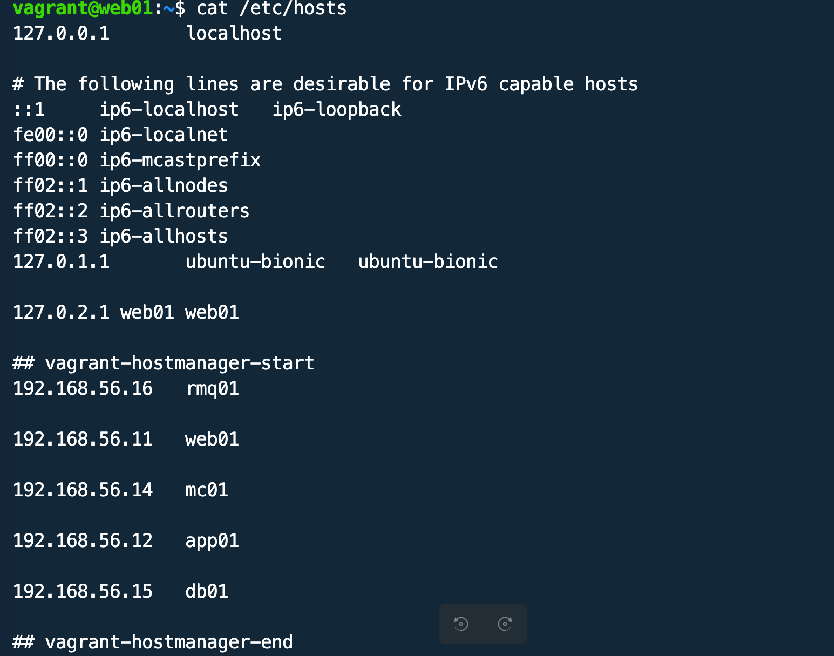 vagrant@web01:~$ cat /etc/hosts
127.0.0.1       localhost
# The following lines are desirable for IPv6 capable hosts
::1     ip6-localhost   ip6-loopback
fe00::0 ip6-localnet
ff00::0 ip6-mcastprefix
ff02::1 ip6-allnodes
ff02::2 ip6-allrouters
ff02::3 ip6-allhosts
127.0.1.1       ubuntu-bionic   ubuntu-bionic
127.0.2.1 web01 web01
## vagrant-hostmanager-start
192.168.56.16   rmq01
192.168.56.11   web01
192.168.56.14   mc01
192.168.56.12   app01
192.168.56.15   db01
## vagrant-hostmanager-end